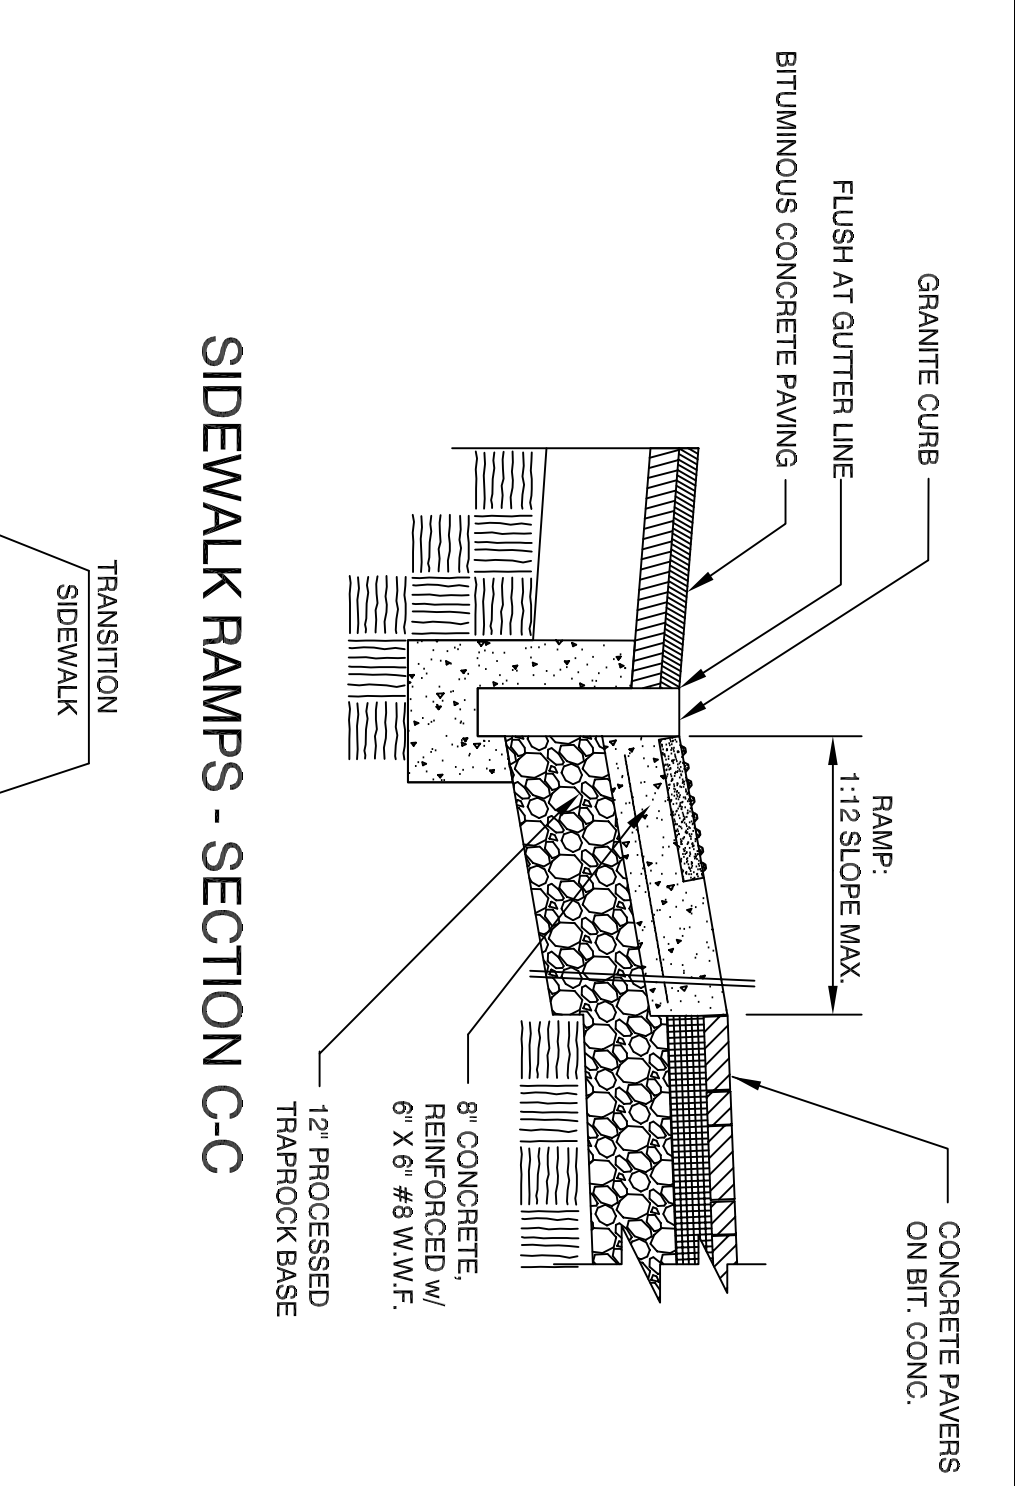 GRANITE CURB
FLUSH AT GUTTER LINE
BITUMINOUS CONCRETE PAVING
RAMP:
1:12 SLOPE MAX.
CONCRETE PAVERS
ON BIT. CONC.
8" CONCRETE,
REINFORCED w/
6" X 6" #8 W.W.F.
12" PROCESSED
TRAPROCK BASE
SIDEWALK RAMPS - SECTION C-C
TRANSITION
SIDEWALK